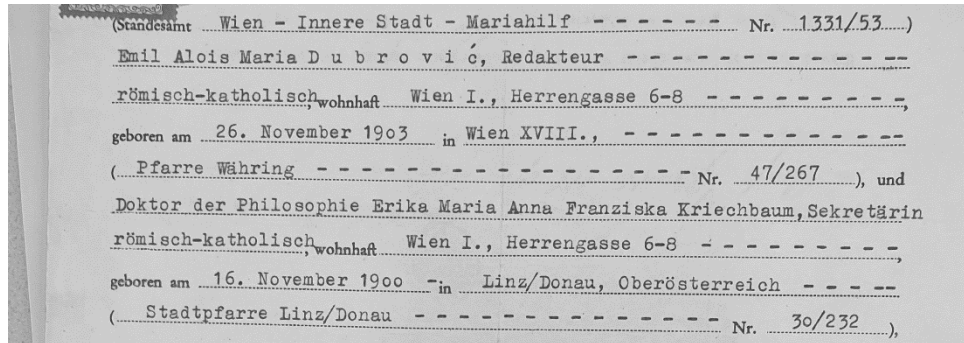 (Standesamt Wien - Innere Stadt - Mariahilf - - - - - - Nr. 1331/53 )
Emil Alois Maria D u b r o v i ć, Redakteur - - - - - - - - - - - --
römisch-katholisch, wohnhaft Wien I., Herrengasse 6-8 - - - - - - - - -,
geboren am 26. November 1903 in Wien XVIII., - - - - - - - - - - - --
( Pfarre Währing - - - - - - - - - - - - - - - - - Nr. 47/267 ), und
Doktor der Philosophie Erika Maria Anna Franziska Kriechbaum,Sekretärin
römisch-katholisch, wohnhaft Wien I., Herrengasse 6-8 - - - - - - - - -,
geboren am 16. November 1900 - in Linz/Donau, Oberösterreich - - - --
( Stadtpfarre Linz/Donau - - - - - - - - - - - - - - Nr. 30/232 ),